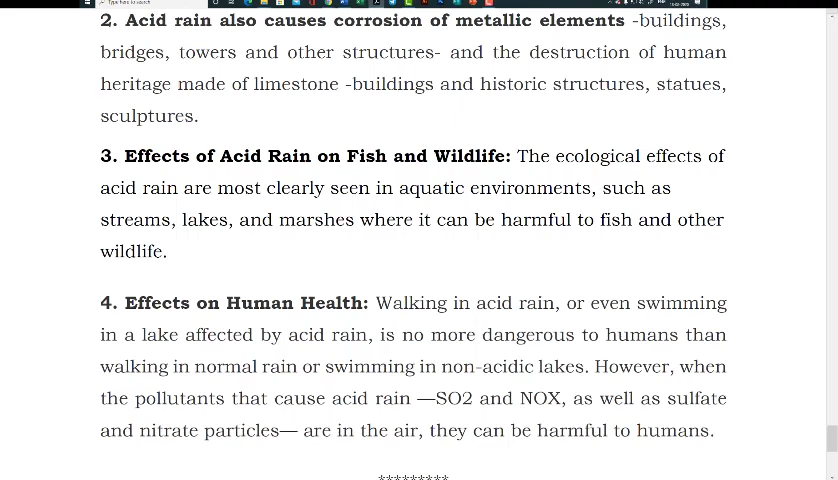 2. Acid rain also causes corrosion of metallic elements -buildings,
bridges, towers and other structures- and the destruction of human
heritage made of limestone -buildings and historic structures, statues,
sculptures.
3. Effects of Acid Rain on Fish and Wildlife: The ecological effects of
acid rain are most clearly seen in aquatic environments, such as
streams, lakes, and marshes where it can be harmful to fish and other
wildlife.
4. Effects on Human Health: Walking in acid rain, or even swimming
in a lake affected by acid rain, is no more dangerous to humans than
walking in normal rain or swimming in non-acidic lakes. However, when
the pollutants that cause acid rain —SO2 and NOX, as well as sulfate
and nitrate particles— are in the air, they can be harmful to humans.
*********